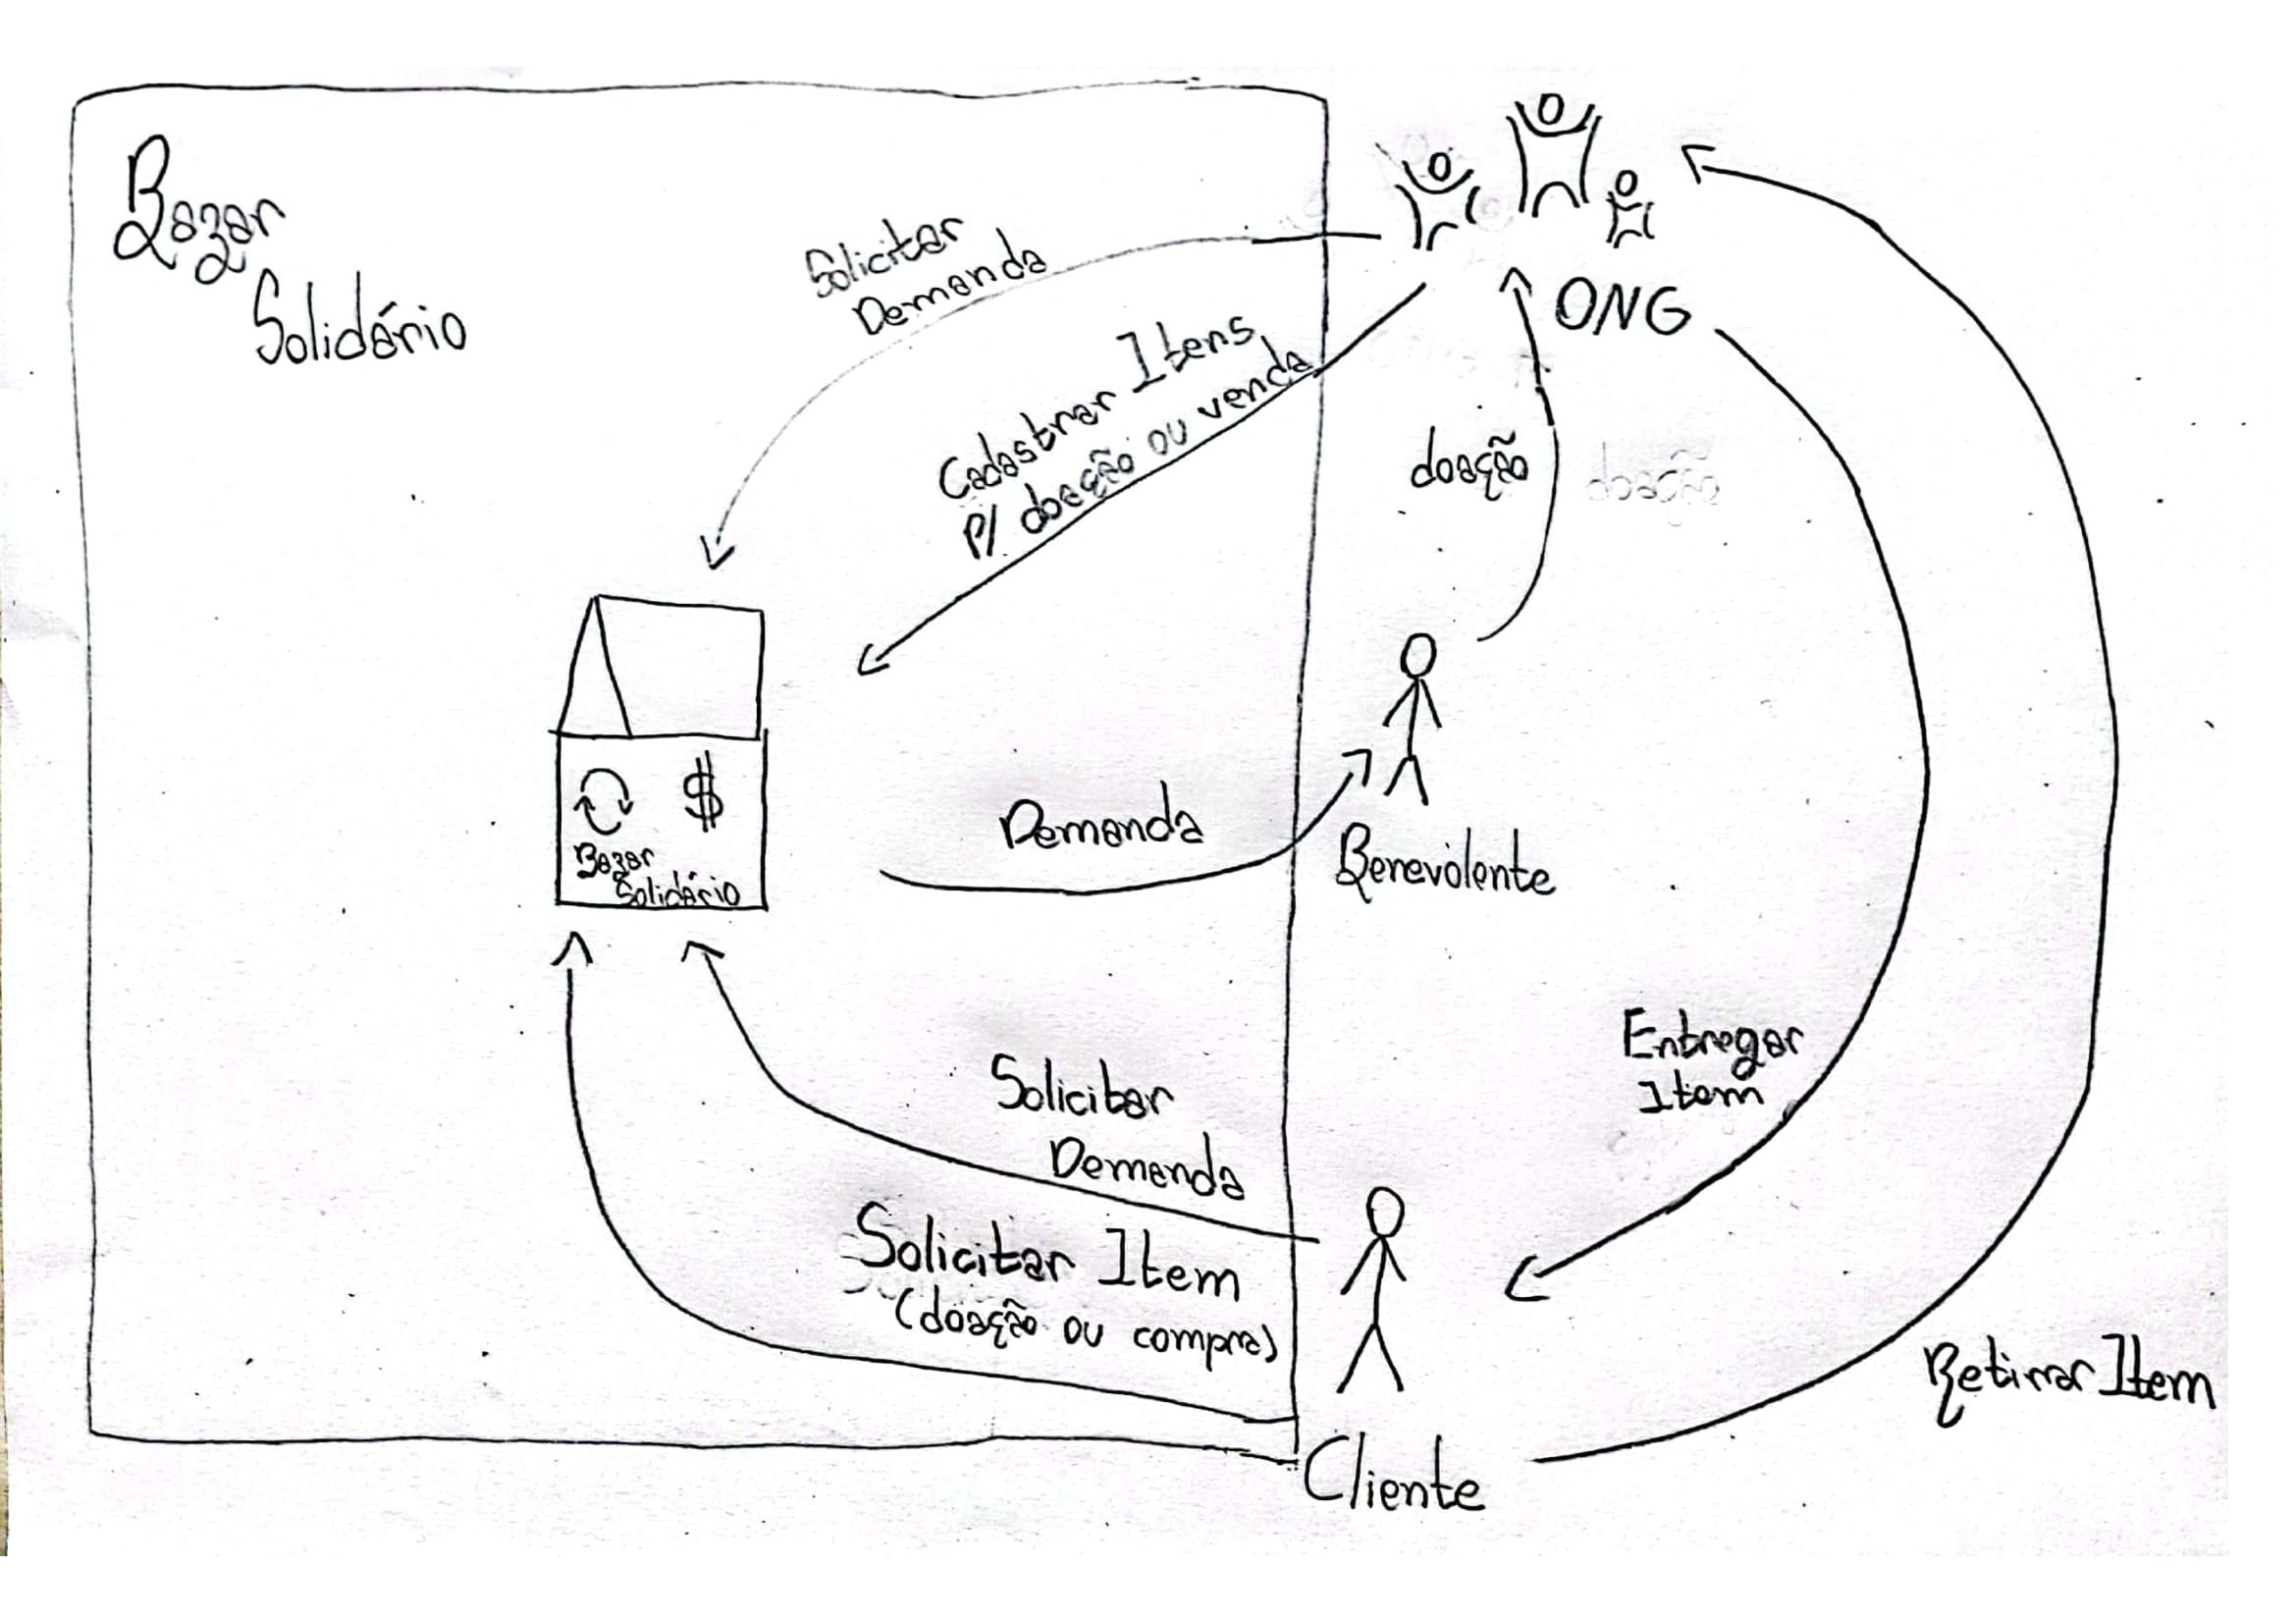 Bazar
Solidário
Solicitar
Demanda
Cadastrar Itens
P/ doação ou venda
ONG
doação
Bazar
Solidário
Demanda
Benevolente
Solicitar
Demanda
Solicitar Item
(doação ou compra)
Entregar
Item
Retirar Item
Cliente